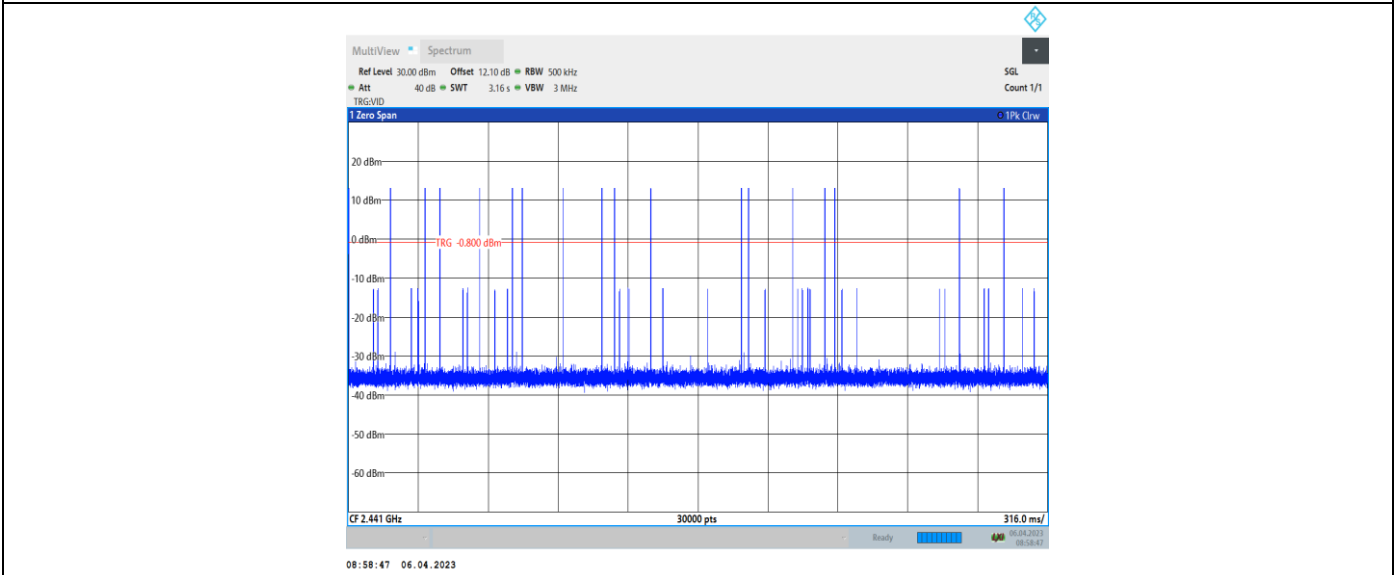 MultiView Spectrum
Ref Level 30.00 dBm Offset 12.10 dB RBW 500 kHz SGL
Att 40 dB SWT 3.16 s VBW 3 MHz Count 1/1
TRG:VID
1 Zero Span 1Pk Clrw
20 dBm
10 dBm
0 dBm
TRG -0.800 dBm
-10 dBm
-20 dBm
-30 dBm
-40 dBm
-50 dBm
-60 dBm
CF 2.441 GHz 30000 pts 316.0 ms/
Ready 06.04.2023
08:58:47
08:58:47 06.04.2023